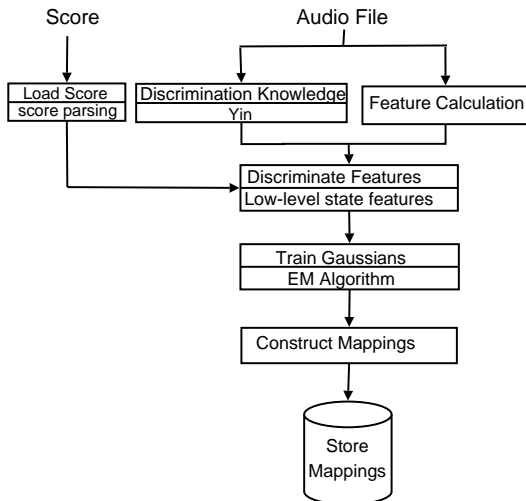 Score
Audio File
Load Score
score parsing
Discrimination Knowledge
Yin
Feature Calculation
Discriminate Features
Low-level state features
Train Gaussians
EM Algorithm
Construct Mappings
Store
Mappings